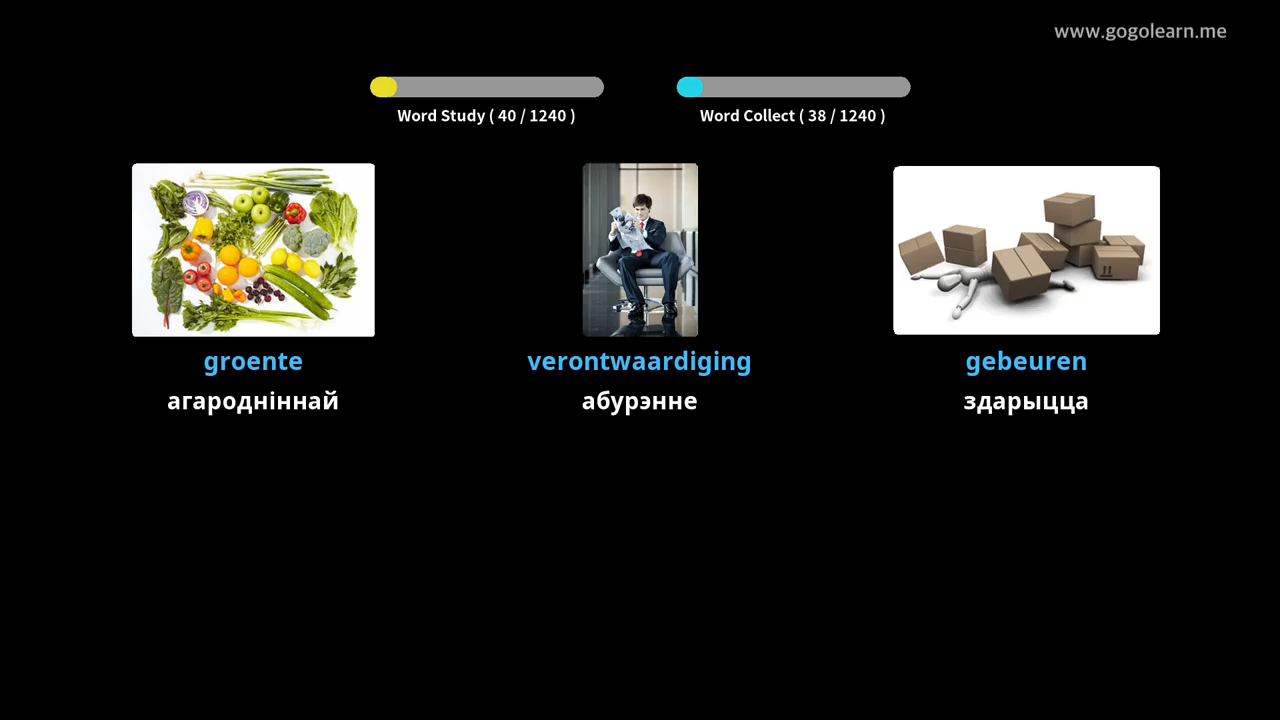 www.gogolearn.me
Word Study ( 40 / 1240 )
Word Collect ( 38 / 1240 )
groente
verontwaardiging
gebeuren
агародніннай
абурэнне
здарыцца